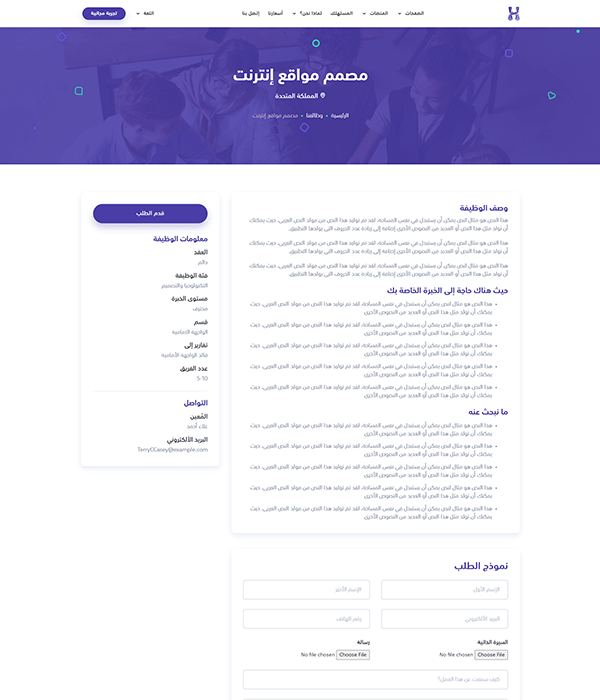 الصفحات
المنصات
المستهلك
لماذا نحن؟
أسعارنا
إتصل بنا
اللغة
تجربة مجانية
مصمم مواقع إنترنت
المملكة المتحدة
الرئيسية • وظائفنا • مصمم مواقع إنترنت
وصف الوظيفة
هذا النص هو مثال لنص يمكن أن يستبدل في نفس المساحة، لقد تم توليد هذا النص من مولد النص العربي، حيث يمكنك
أن تولد مثل هذا النص أو العديد من النصوص الأخرى إضافة إلى زيادة عدد الحروف التي يولدها التطبيق.
هذا النص هو مثال لنص يمكن أن يستبدل في نفس المساحة، لقد تم توليد هذا النص من مولد النص العربي، حيث يمكنك
أن تولد مثل هذا النص أو العديد من النصوص الأخرى إضافة إلى زيادة عدد الحروف التي يولدها التطبيق.
هذا النص هو مثال لنص يمكن أن يستبدل في نفس المساحة، لقد تم توليد هذا النص من مولد النص العربي، حيث يمكنك
أن تولد مثل هذا النص أو العديد من النصوص الأخرى إضافة إلى زيادة عدد الحروف التي يولدها التطبيق.
حيث هناك حاجة إلى الخبرة الخاصة بك
هذا النص هو مثال لنص يمكن أن يستبدل في نفس المساحة، لقد تم توليد هذا النص من مولد النص العربي، حيث
يمكنك أن تولد مثل هذا النص أو العديد من النصوص الأخرى
هذا النص هو مثال لنص يمكن أن يستبدل في نفس المساحة، لقد تم توليد هذا النص من مولد النص العربي، حيث
يمكنك أن تولد مثل هذا النص أو العديد من النصوص الأخرى
هذا النص هو مثال لنص يمكن أن يستبدل في نفس المساحة، لقد تم توليد هذا النص من مولد النص العربي، حيث
يمكنك أن تولد مثل هذا النص أو العديد من النصوص الأخرى
هذا النص هو مثال لنص يمكن أن يستبدل في نفس المساحة، لقد تم توليد هذا النص من مولد النص العربي، حيث
يمكنك أن تولد مثل هذا النص أو العديد من النصوص الأخرى
هذا النص هو مثال لنص يمكن أن يستبدل في نفس المساحة، لقد تم توليد هذا النص من مولد النص العربي، حيث
يمكنك أن تولد مثل هذا النص أو العديد من النصوص الأخرى
ما نبحث عنه
هذا النص هو مثال لنص يمكن أن يستبدل في نفس المساحة، لقد تم توليد هذا النص من مولد النص العربي، حيث
يمكنك أن تولد مثل هذا النص أو العديد من النصوص الأخرى
هذا النص هو مثال لنص يمكن أن يستبدل في نفس المساحة، لقد تم توليد هذا النص من مولد النص العربي، حيث
يمكنك أن تولد مثل هذا النص أو العديد من النصوص الأخرى
هذا النص هو مثال لنص يمكن أن يستبدل في نفس المساحة، لقد تم توليد هذا النص من مولد النص العربي، حيث
يمكنك أن تولد مثل هذا النص أو العديد من النصوص الأخرى
هذا النص هو مثال لنص يمكن أن يستبدل في نفس المساحة، لقد تم توليد هذا النص من مولد النص العربي، حيث
يمكنك أن تولد مثل هذا النص أو العديد من النصوص الأخرى
هذا النص هو مثال لنص يمكن أن يستبدل في نفس المساحة، لقد تم توليد هذا النص من مولد النص العربي، حيث
يمكنك أن تولد مثل هذا النص أو العديد من النصوص الأخرى
قدم الطلب
معلومات الوظيفة
العقد
دائم
فئة الوظيفة
التكنولوجيا والتصميم
مستوى الخبرة
محترف
قسم
الواجهة الأمامية
تقارير إلى
قائد الواجهة الأمامية
عدد الفريق
5-10
التواصل
المعين
علاء أحمد
البريد الألكتروني
TerryCCasey@example.com
نموذج الطلب
الإسم الأول
الإسم الأخير
البريد الألكتروني
رقم الهاتف
السيرة الذاتية
رسالة
Choose File No file chosen
Choose File No file chosen
كيف سمعت عن هذا العمل؟